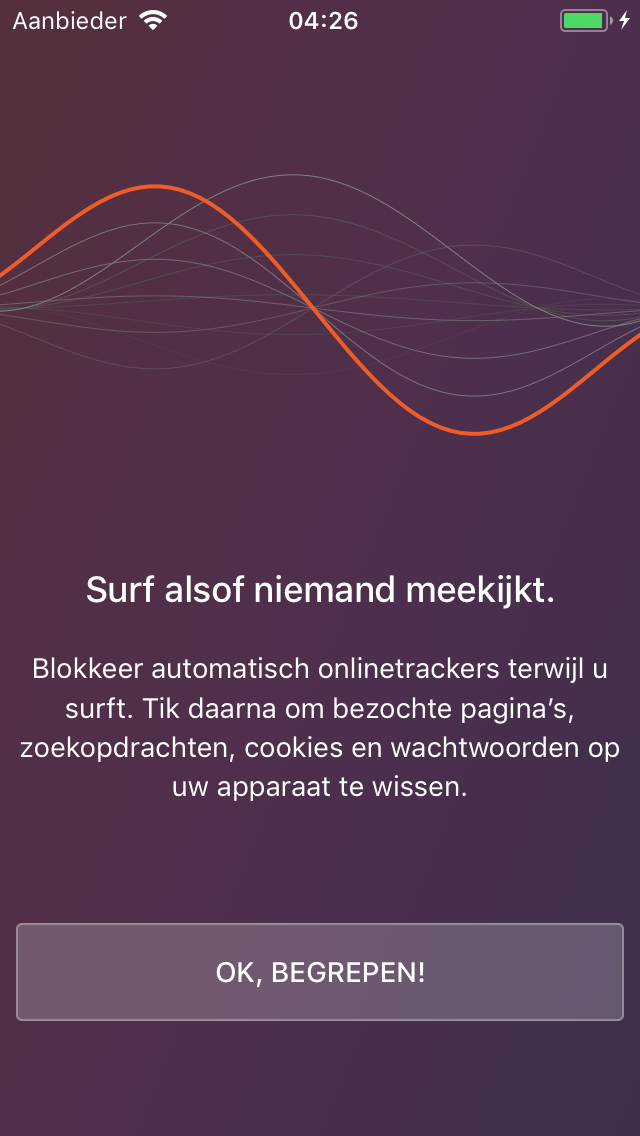 Aanbieder 04:26
Surf alsof niemand meekijkt.
Blokkeer automatisch onlinetrackers terwijl u
surft. Tik daarna om bezochte pagina’s,
zoekopdrachten, cookies en wachtwoorden op
uw apparaat te wissen.
OK, BEGREPEN!